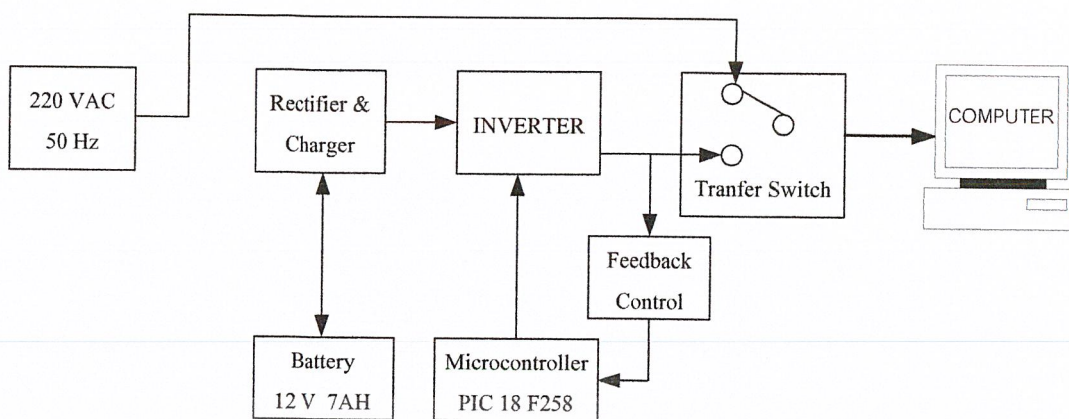 220 VAC
50 Hz
Rectifier &
Charger
INVERTER
Tranfer Switch
COMPUTER
Feedback
Control
Battery
12 V 7AH
Microcontroller
PIC 18 F258